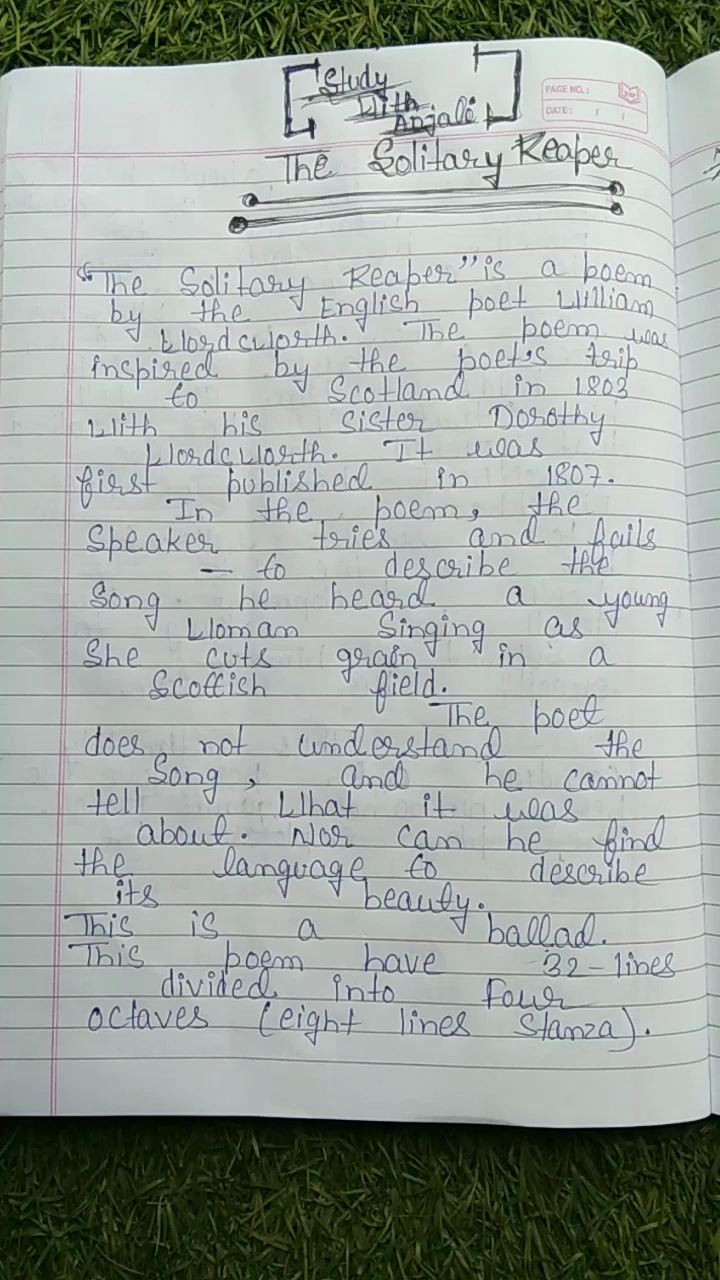 Study
With
Anjali
PAGE NO.:
DATE: / /
The Solitary Reaper
“The Solitary Reaper” is a poem
by the English poet William
Wordsworth. The poem was
inspired by the poet's trip
to Scotland in 1803
With his Sister Dorothy
Wordsworth. It was
first published in 1807.
In the poem, the
Speaker tries and fails
- to describe the
Song he heard a young
Woman Singing as
She cuts grain in a
Scottish field.
The poet
does not understand the
Song, and he cannot
tell What it was
about. Nor can he find
the language to describe
its beauty.
This is a ballad.
This poem have 32-lines
divided into Four
octaves (eight lines Stanza).